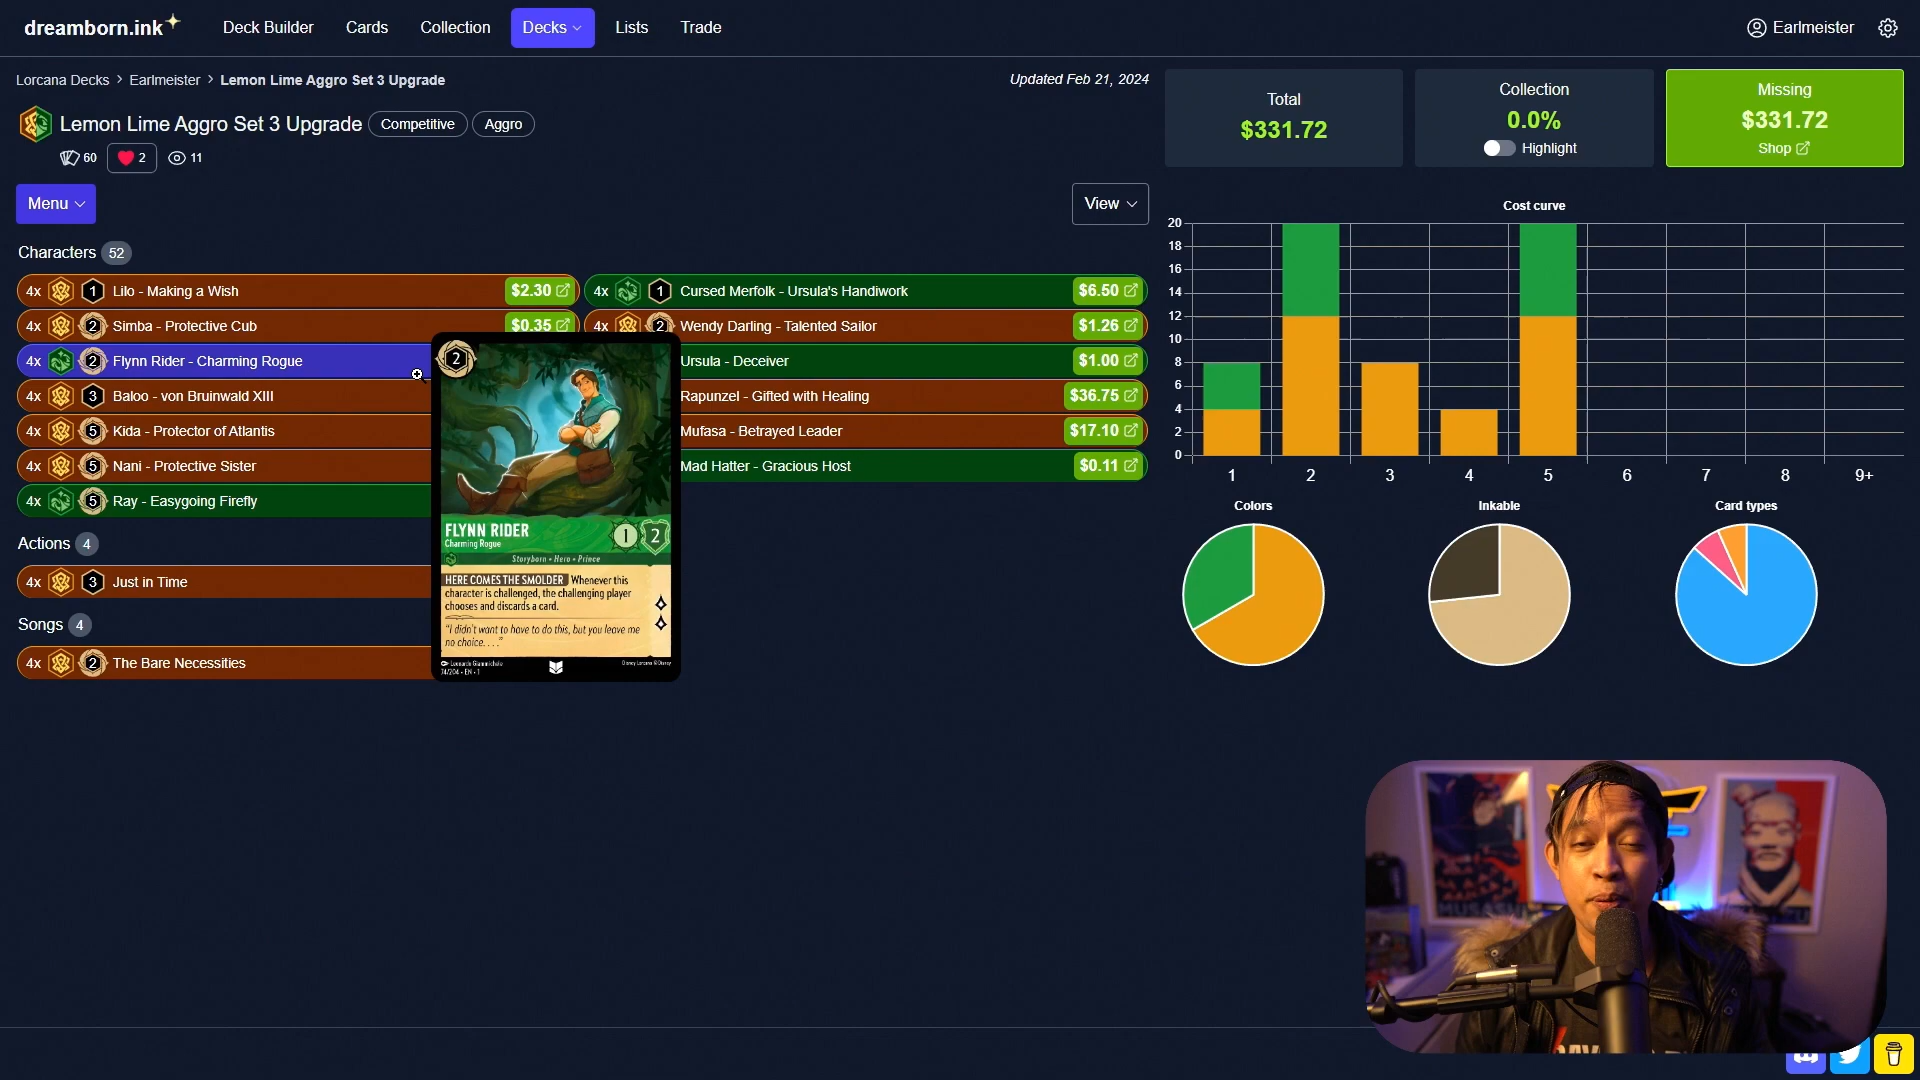 dreamborn.ink
Deck Builder
Cards
Collection
Decks
Lists
Trade
Earlmeister
Lorcana Decks > Earlmeister > Lemon Lime Aggro Set 3 Upgrade
Updated Feb 21, 2024
Lemon Lime Aggro Set 3 Upgrade
Competitive
Aggro
60
2
11
Total
$331.72
Collection
0.0%
Highlight
Missing
$331.72
Shop
Menu
View
Characters 52
4x 1 Lilo - Making a Wish $2.30
4x 1 Cursed Merfolk - Ursula's Handiwork $6.50
4x 2 Simba - Protective Cub $0.35
4x 2 Wendy Darling - Talented Sailor $1.26
4x 2 Flynn Rider - Charming Rogue
Ursula - Deceiver $1.00
4x 3 Baloo - von Bruinwald XIII
Rapunzel - Gifted with Healing $36.75
4x 5 Kida - Protector of Atlantis
Mufasa - Betrayed Leader $17.10
4x 5 Nani - Protective Sister
Mad Hatter - Gracious Host $0.11
4x 5 Ray - Easygoing Firefly
Actions 4
4x 3 Just in Time
Songs 4
4x 2 The Bare Necessities
2
FLYNN RIDER
Charming Rogue
1 2
Storyborn • Hero • Prince
HERE COMES THE SMOLDER Whenever this
character is challenged, the challenging player
chooses and discards a card.
"I didn't want to have to do this, but you leave me
no choice. . . ."
74/204 • EN • 1
Cost curve
20
18
16
14
12
10
8
6
4
2
0
1 2 3 4 5 6 7 8 9+
Colors
Inkable
Card types
MUSASHI